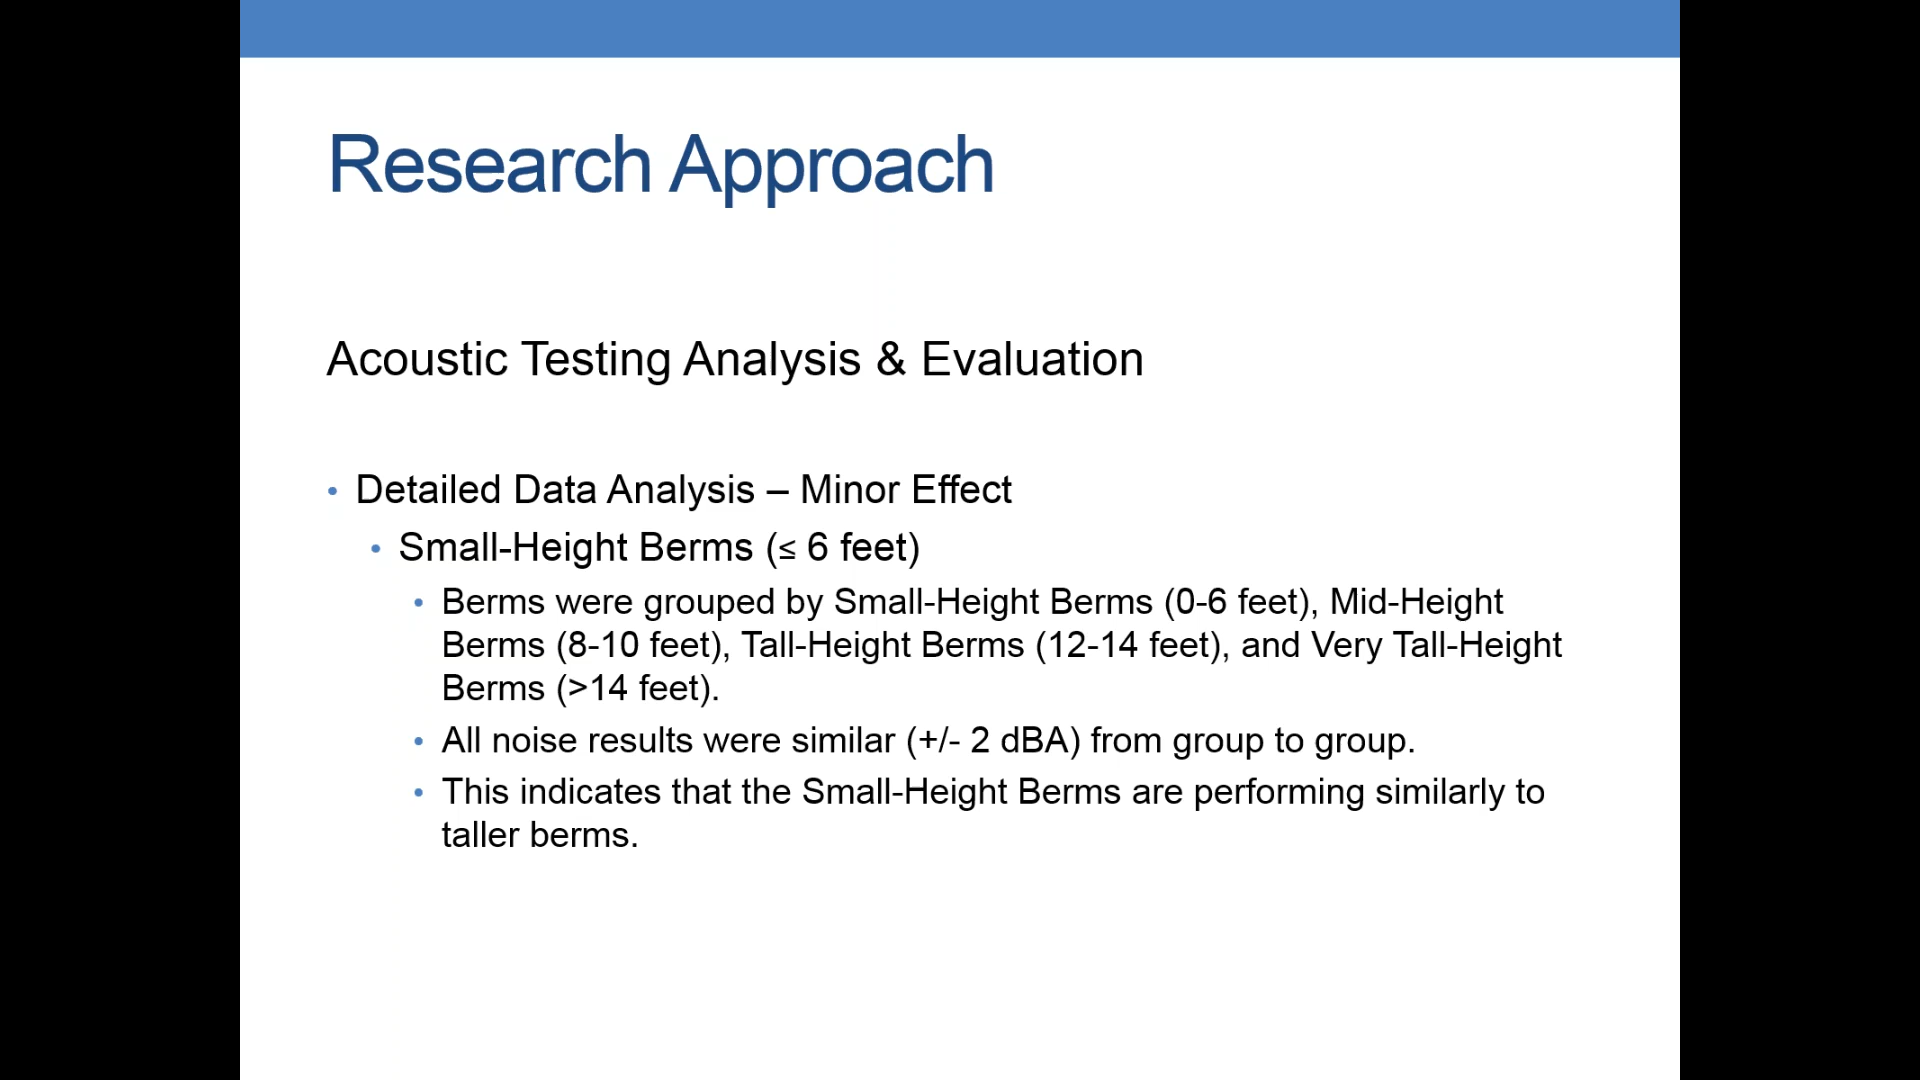 Research Approach
Acoustic Testing Analysis & Evaluation
• Detailed Data Analysis – Minor Effect
• Small-Height Berms (≤ 6 feet)
• Berms were grouped by Small-Height Berms (0-6 feet), Mid-Height
Berms (8-10 feet), Tall-Height Berms (12-14 feet), and Very Tall-Height
Berms (>14 feet).
• All noise results were similar (+/- 2 dBA) from group to group.
• This indicates that the Small-Height Berms are performing similarly to
taller berms.